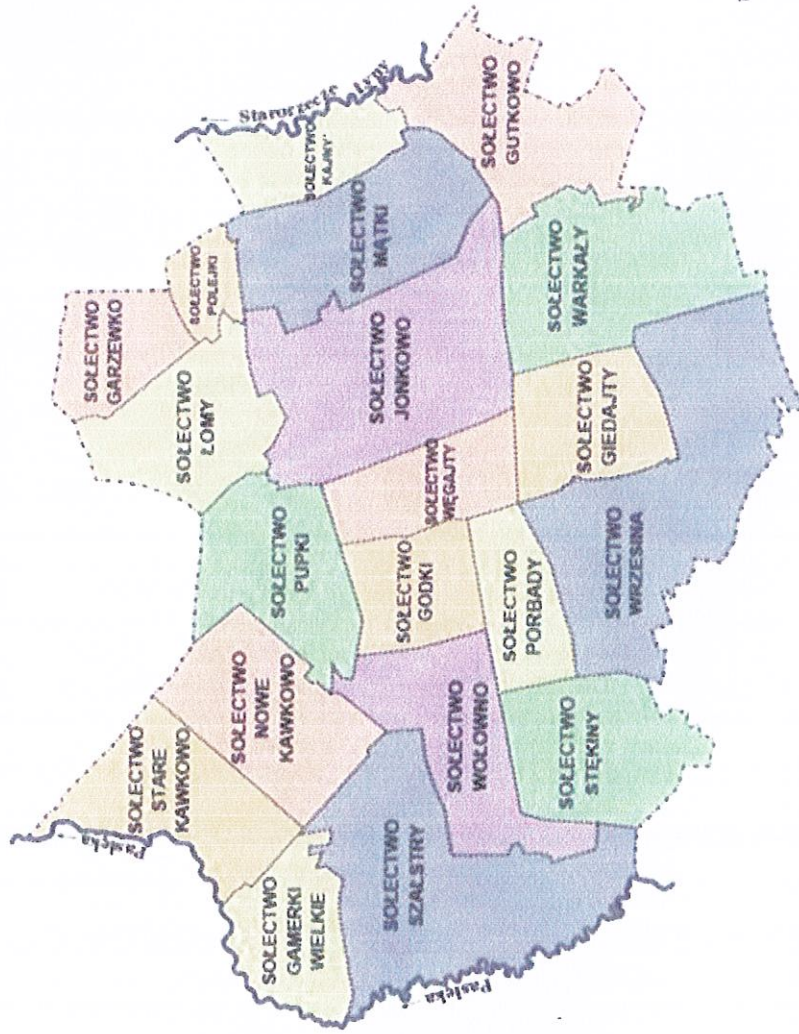 Pasłęka
SOŁECTWO
GARZEWKO
SOŁECTWO
STARE
KAWKOWO
SOŁECTWO
ŁOMY
SOŁECTWO
POLEJKI
Starorzecze Łyny
SOŁECTWO
NOWE
KAWKOWO
SOŁECTWO
GAMERKI
WIELKIE
SOŁECTWO
PUPKI
SOŁECTWO
KAJNY
SOŁECTWO
MĄTKI
SOŁECTWO
JONKOWO
SOŁECTWO
SZAŁSTRY
SOŁECTWO
GODKI
SOŁECTWO
WĘGAJTY
SOŁECTWO
WOŁOWNO
Pasłęka
SOŁECTWO
GUTKOWO
SOŁECTWO
PORBADY
SOŁECTWO
WARKAŁY
SOŁECTWO
STĘKINY
SOŁECTWO
GIEDAJTY
SOŁECTWO
WRZESINA